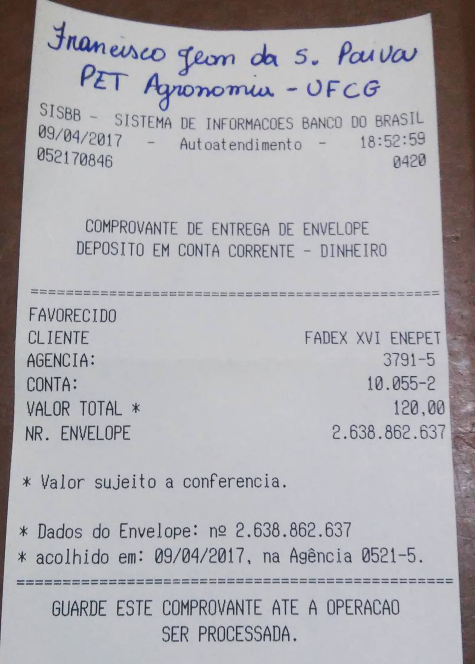 Francisco Jeon da S. Paiva
PET Agronomia - UFCG
SISBB - SISTEMA DE INFORMACOES BANCO DO BRASIL
09/04/2017 - Autoatendimento - 18:52:59
052170846 0420
COMPROVANTE DE ENTREGA DE ENVELOPE
DEPOSITO EM CONTA CORRENTE - DINHEIRO
================================================
FAVORECIDO
CLIENTE FADEX XVI ENEPET
AGENCIA: 3791-5
CONTA: 10.055-2
VALOR TOTAL * 120,00
NR. ENVELOPE 2.638.862.637
* Valor sujeito a conferencia.
* Dados do Envelope: nº 2.638.862.637
* acolhido em: 09/04/2017, na Agência 0521-5.
================================================
GUARDE ESTE COMPROVANTE ATE A OPERACAO
SER PROCESSADA.